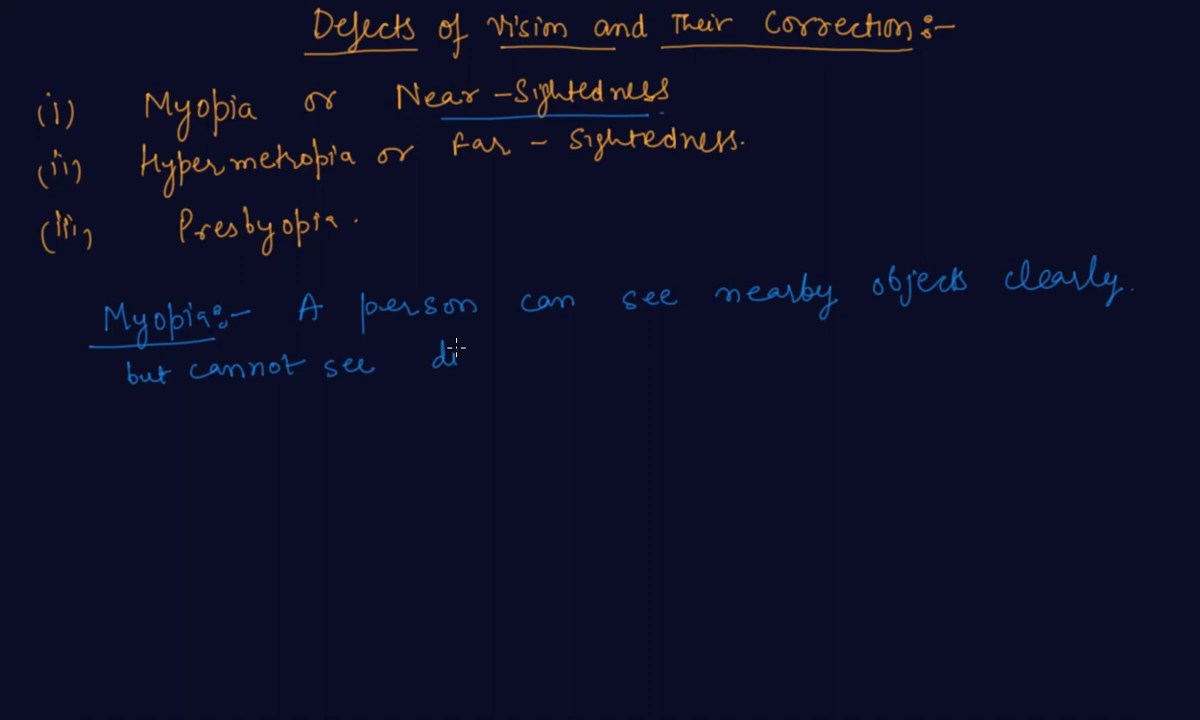 Defects of Vision and Their Correction:-
(i) Myopia or Near-Sightedness
(ii) Hypermetropia or Far-Sightedness.
(iii) Presbyopia.
Myopia:- A person can see nearby objects clearly.
but cannot see di